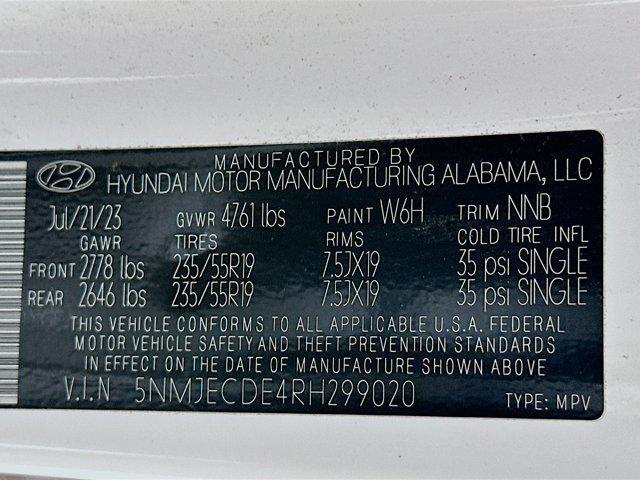 MANUFACTURED BY
HYUNDAI MOTOR MANUFACTURING ALABAMA, LLC
Jul/21/23 GVWR 4761 lbs PAINT W6H TRIM NNB
GAWR TIRES RIMS COLD TIRE INFL
FRONT 2778 lbs 235/55R19 7.5JX19 35 psi SINGLE
REAR 2646 lbs 235/55R19 7.5JX19 35 psi SINGLE
THIS VEHICLE CONFORMS TO ALL APPLICABLE U.S.A. FEDERAL
MOTOR VEHICLE SAFETY AND THEFT PREVENTION STANDARDS
IN EFFECT ON THE DATE OF MANUFACTURE SHOWN ABOVE
V.I.N 5NMJECDE4RH299020 TYPE: MPV